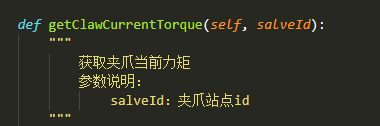 def getClawCurrentTorque(self, salveId):
"""
获取夹爪当前力矩
参数说明：
salveId：夹爪站点id
"""